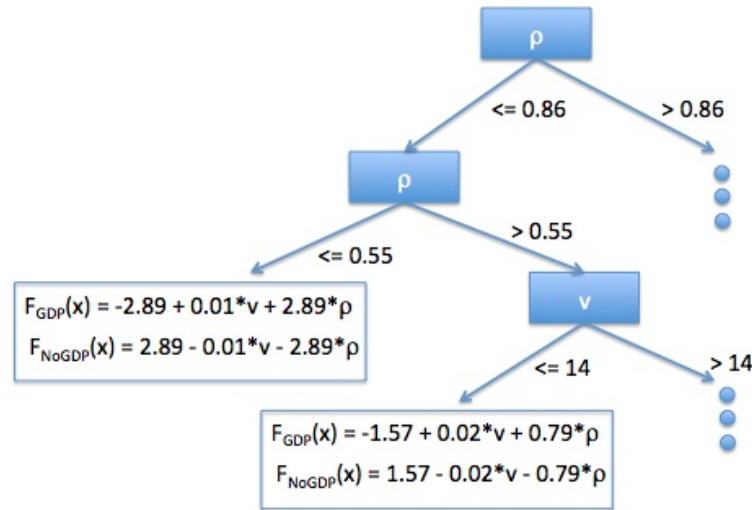 ρ
<= 0.86
> 0.86
ρ
<= 0.55
> 0.55
F_GDP(x) = -2.89 + 0.01*v + 2.89*ρ
F_NoGDP(x) = 2.89 - 0.01*v - 2.89*ρ
v
<= 14
> 14
F_GDP(x) = -1.57 + 0.02*v + 0.79*ρ
F_NoGDP(x) = 1.57 - 0.02*v - 0.79*ρ